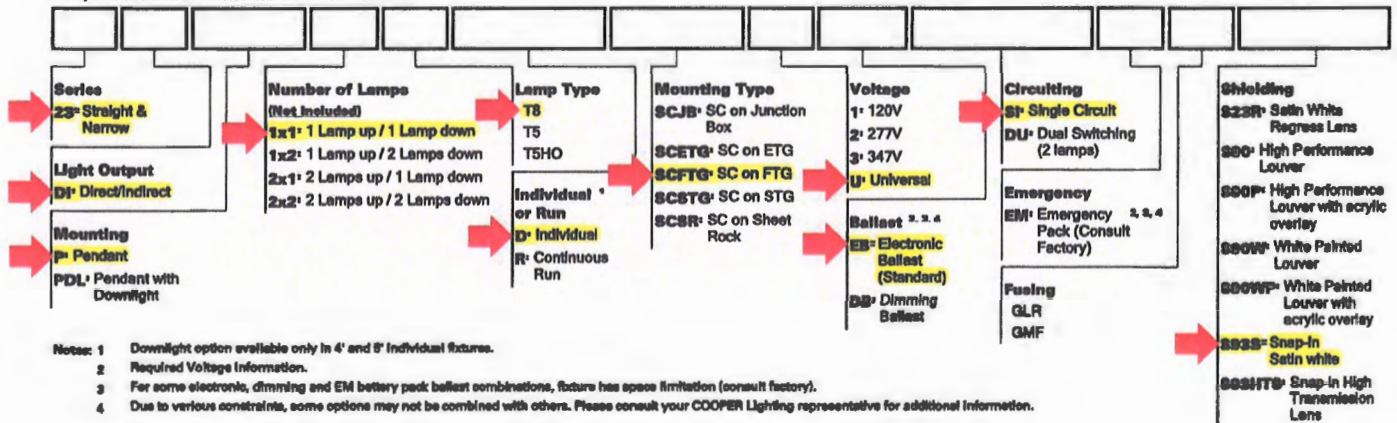 Series
23= Straight &
Narrow
Light Output
DI= Direct/Indirect
Mounting
P= Pendant
PDL= Pendant with
Downlight
Number of Lamps
(Not Included)
1x1= 1 Lamp up / 1 Lamp down
1x2= 1 Lamp up / 2 Lamps down
2x1= 2 Lamps up / 1 Lamp down
2x2= 2 Lamps up / 2 Lamps down
Lamp Type
T8
T5
T5HO
Individual 1
or Run
D= Individual
R= Continuous
Run
Mounting Type
SCJB= SC on Junction
Box
SCETG= SC on ETG
SCFTG= SC on FTG
SCSTG= SC on STG
SCSR= SC on Sheet
Rock
Voltage
1= 120V
2= 277V
3= 347V
U= Universal
Ballast
EB= Electronic
Ballast
(Standard)
DB= Dimming
Ballast
Circuiting
SI= Single Circuit
DU= Dual Switching
(2 lamps)
Emergency
EM= Emergency 2, 3, 4
Pack (Consult
Factory)
Fusing
GLR
GMF
Shielding
S23R= Satin White
Regress Lens
High Performance
Louver
High Performance
Louver with acrylic
overlay
White Painted
Louver
White Painted
Louver with
acrylic overlay
Snap-in
Satin white
Snap-in High
Transmission
Lens
Notes: 1 Downlight option available only in 4' and 8' individual fixtures.
2 Required Voltage Information.
3 For some electronic, dimming and EM battery pack ballast combinations, fixture has space limitation (consult factory).
4 Due to various constraints, some options may not be combined with others. Please consult your COOPER Lighting representative for additional information.